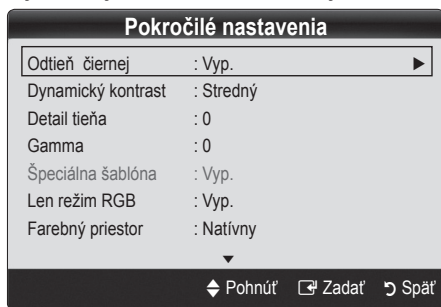 Pokročilé nastavenia
Odtieň čiernej : Vyp. ▶
Dynamický kontrast : Stredný
Detail tieňa : 0
Gamma : 0
Špeciálna šablóna : Vyp.
Len režim RGB : Vyp.
Farebný priestor : Natívny
▼
Pohnúť Zadať Späť